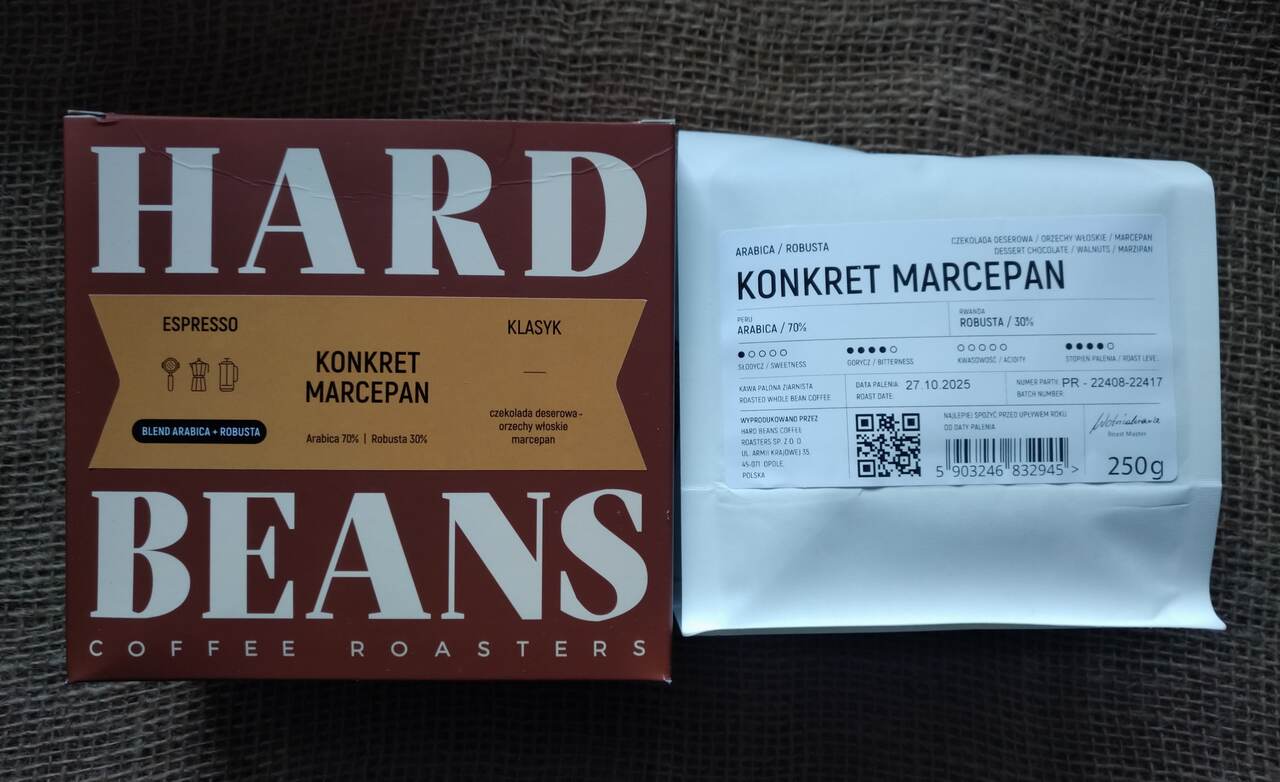 HARD
ESPRESSO
KLASYK
KONKRET
MARCEPAN
czekolada deserowa-
orzechy włoskie
marcepan
BLEND ARABICA + ROBUSTA
Arabica 70% | Robusta 30%
BEANS
COFFEE ROASTERS
ARABICA / ROBUSTA
CZEKOLADA DESEROWA / ORZECHY WŁOSKIE / MARCEPAN
DESSERT CHOCOLATE / WALNUTS / MARZIPAN
KONKRET MARCEPAN
PERU
ARABICA / 70%
RWANDA
ROBUSTA / 30%
SŁODYCZ / SWEETNESS
GORYCZ / BITTERNESS
KWASOWOŚĆ / ACIDITY
STOPIEŃ PALENIA / ROAST LEVEL
KAWA PALONA ZIARNISTA
ROASTED WHOLE BEAN COFFEE
DATA PALENIA:
ROAST DATE:
27.10.2025
NUMER PARTII:
BATCH NUMBER:
PR - 22408-22417
WYPRODUKOWANO PRZEZ
HARD BEANS COFFEE
ROASTERS SP. Z O. O.
UL. ARMII KRAJOWEJ 35
45-071 OPOLE,
POLSKA
NAJLEPIEJ SPOŻYĆ PRZED UPŁYWEM ROKU
OD DATY PALENIA
5 903246 832945 >
Roast Master
250g